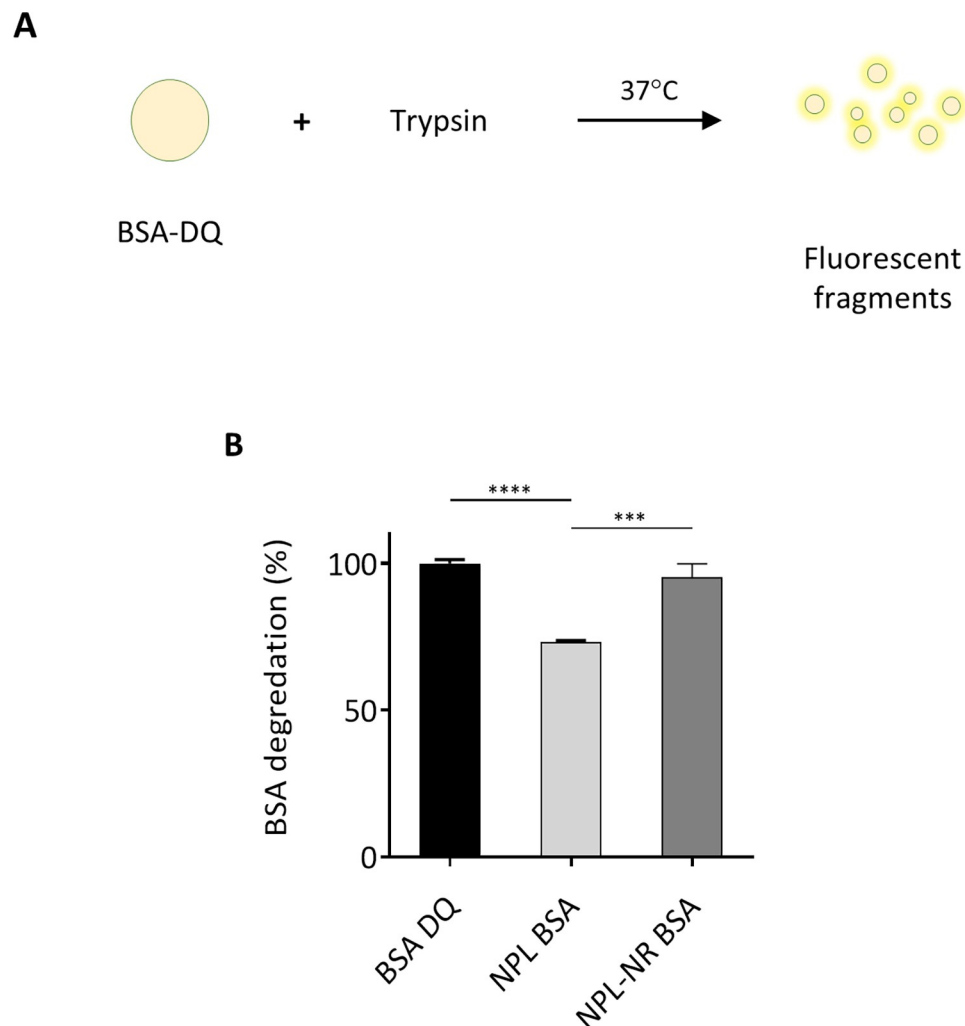 A
BSA-DQ
+
Trypsin
37°C
Fluorescent
fragments
B
****
***
BSA degredation (%)
100
50
0
BSA DQ
NPL BSA
NPL-NR BSA